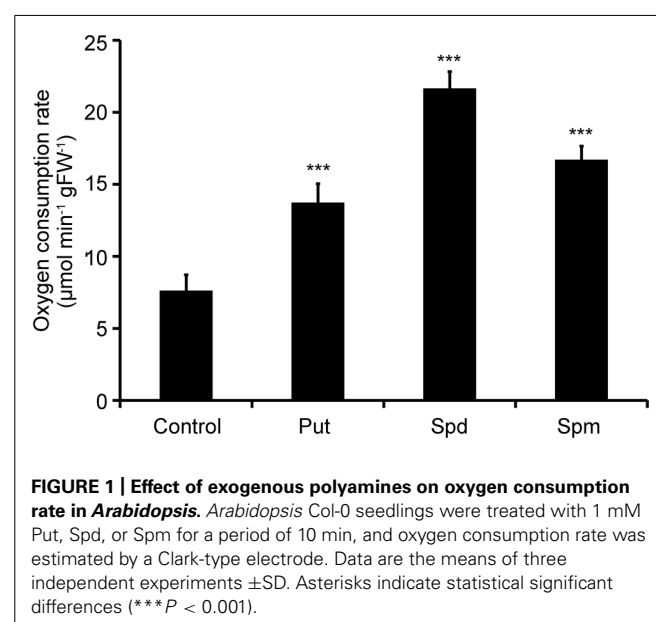 25
20
15
10
5
0
Oxygen consumption rate
(µmol min⁻¹ gFW⁻¹)
***
***
***
Control Put Spd Spm
FIGURE 1 | Effect of exogenous polyamines on oxygen consumption
rate in Arabidopsis. Arabidopsis Col-0 seedlings were treated with 1 mM
Put, Spd, or Spm for a period of 10 min, and oxygen consumption rate was
estimated by a Clark-type electrode. Data are the means of three
independent experiments ±SD. Asterisks indicate statistical significant
differences (***P < 0.001).